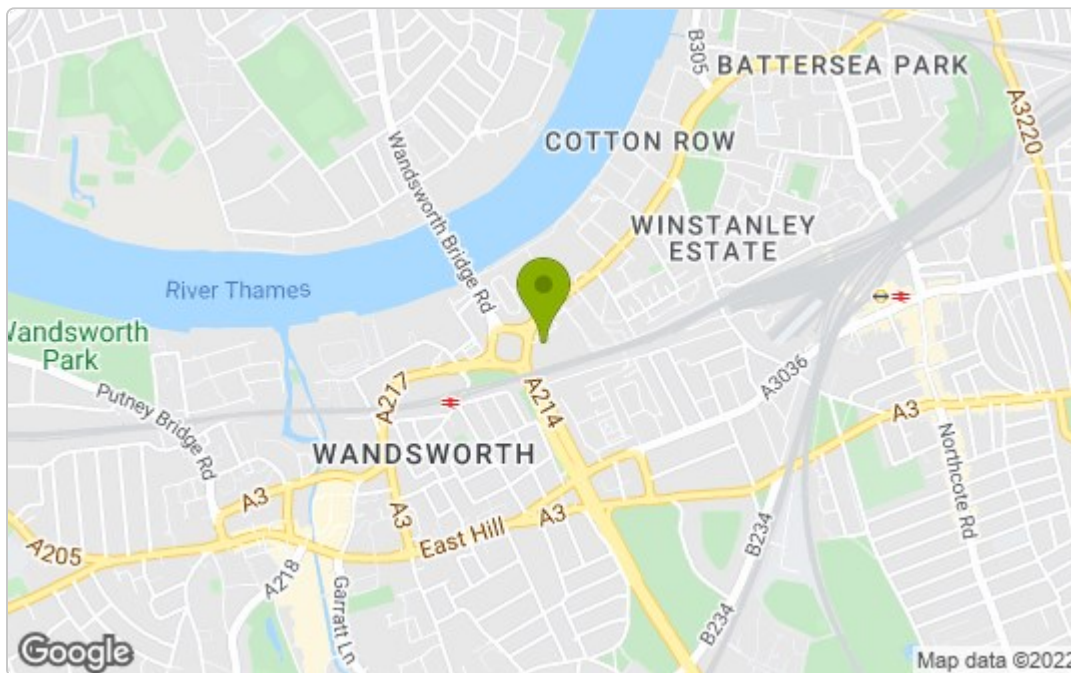 B305
BATTERSEA PARK
A3220
COTTON ROW
Wandsworth Bridge Rd
WINSTANLEY
ESTATE
River Thames
Wandsworth
Park
A217
A3036
Putney Bridge Rd
A214
A3
WANDSWORTH
Northcote Rd
A3
A3
East Hill
A3
A205
A218
Garratt Ln
B234
B234
Google
Map data ©2022